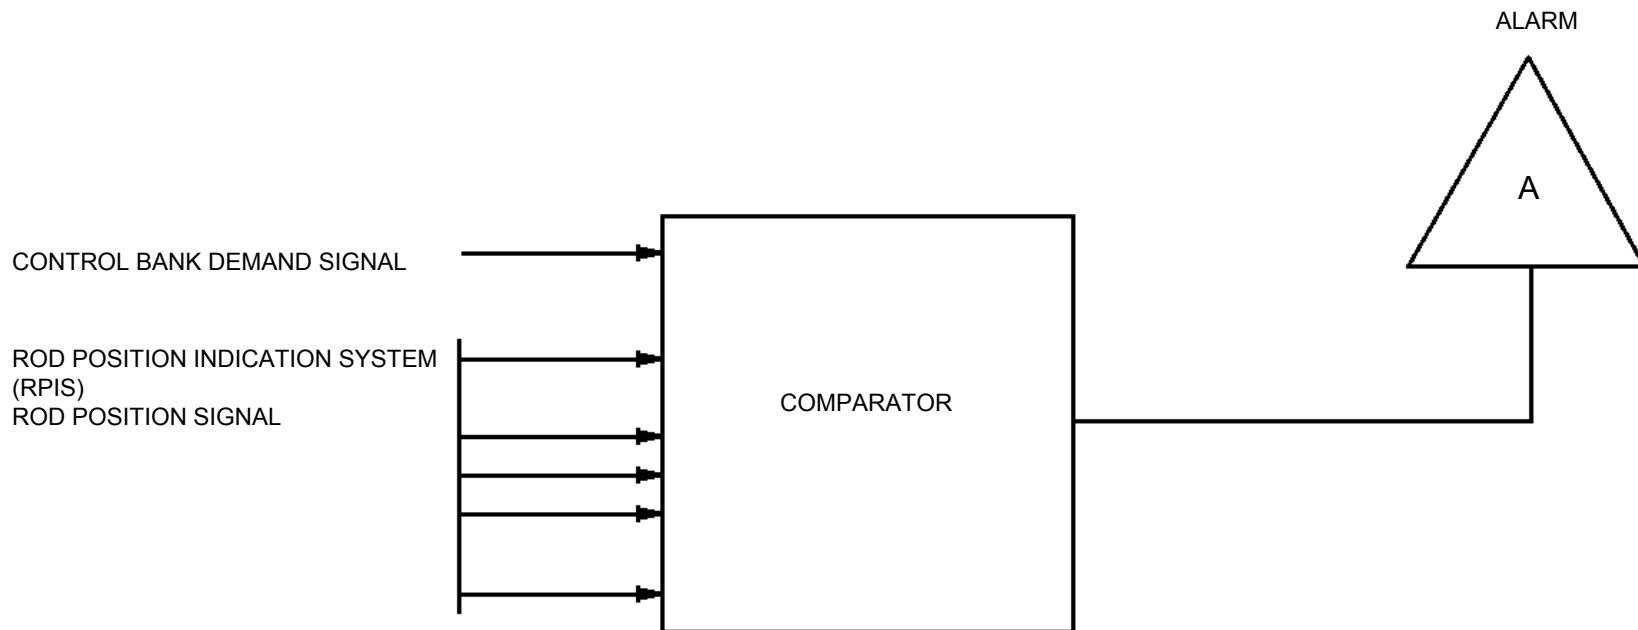 ALARM
A
CONTROL BANK DEMAND SIGNAL
ROD POSITION INDICATION SYSTEM
(RPIS)
ROD POSITION SIGNAL
COMPARATOR